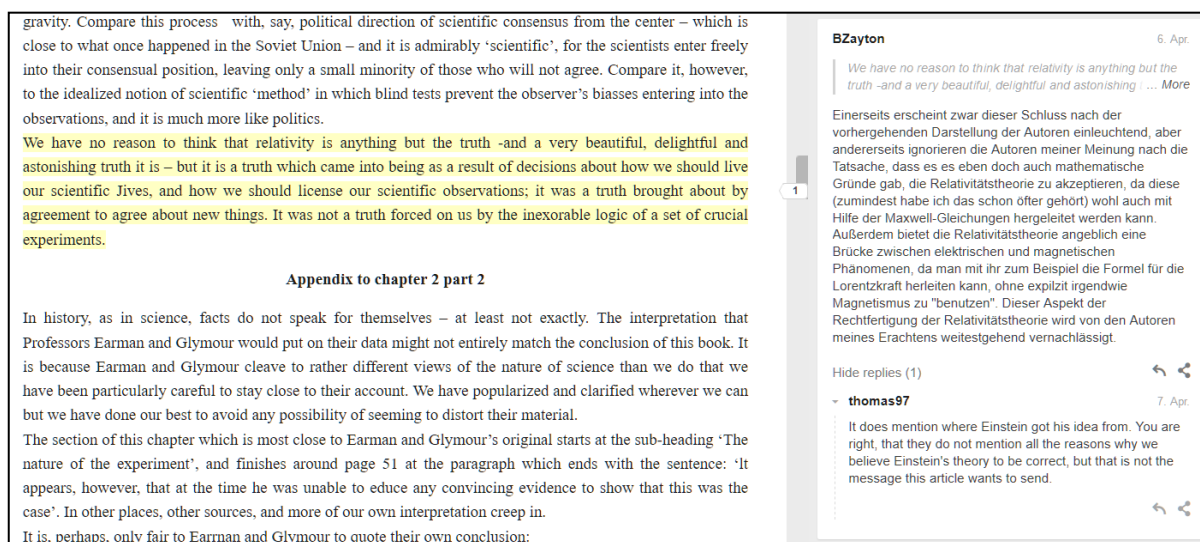 gravity. Compare this process with, say, political direction of scientific consensus from the center – which is
close to what once happened in the Soviet Union – and it is admirably ‘scientific’, for the scientists enter freely
into their consensual position, leaving only a small minority of those who will not agree. Compare it, however,
to the idealized notion of scientific ‘method’ in which blind tests prevent the observer’s biasses entering into the
observations, and it is much more like politics.
We have no reason to think that relativity is anything but the truth -and a very beautiful, delightful and
astonishing truth it is – but it is a truth which came into being as a result of decisions about how we should live
our scientific Jives, and how we should license our scientific observations; it was a truth brought about by
agreement to agree about new things. It was not a truth forced on us by the inexorable logic of a set of crucial
experiments.
Appendix to chapter 2 part 2
In history, as in science, facts do not speak for themselves – at least not exactly. The interpretation that
Professors Earman and Glymour would put on their data might not entirely match the conclusion of this book. It
is because Earman and Glymour cleave to rather different views of the nature of science than we do that we
have been particularly careful to stay close to their account. We have popularized and clarified wherever we can
but we have done our best to avoid any possibility of seeming to distort their material.
The section of this chapter which is most close to Earman and Glymour’s original starts at the sub-heading ‘The
nature of the experiment’, and finishes around page 51 at the paragraph which ends with the sentence: ‘lt
appears, however, that at the time he was unable to educe any convincing evidence to show that this was the
case’. In other places, other sources, and more of our own interpretation creep in.
It is, perhaps, only fair to Earrnan and Glymour to quote their own conclusion:
1
BZayton 6. Apr.
We have no reason to think that relativity is anything but the
truth -and a very beautiful, delightful and astonishing ... More
Einerseits erscheint zwar dieser Schluss nach der
vorhergehenden Darstellung der Autoren einleuchtend, aber
andererseits ignorieren die Autoren meiner Meinung nach die
Tatsache, dass es es eben doch auch mathematische
Gründe gab, die Relativitätstheorie zu akzeptieren, da diese
(zumindest habe ich das schon öfter gehört) wohl auch mit
Hilfe der Maxwell-Gleichungen hergeleitet werden kann.
Außerdem bietet die Relativitätstheorie angeblich eine
Brücke zwischen elektrischen und magnetischen
Phänomenen, da man mit ihr zum Beispiel die Formel für die
Lorentzkraft herleiten kann, ohne expilzit irgendwie
Magnetismus zu "benutzen". Dieser Aspekt der
Rechtfertigung der Relativitätstheorie wird von den Autoren
meines Erachtens weitestgehend vernachlässigt.
Hide replies (1)
thomas97 7. Apr.
It does mention where Einstein got his idea from. You are
right, that they do not mention all the reasons why we
believe Einstein's theory to be correct, but that is not the
message this article wants to send.